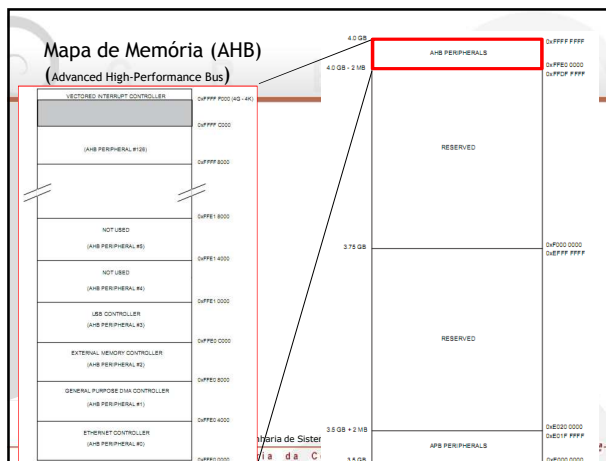 Mapa de Memória (AHB)
(Advanced High-Performance Bus)
VECTORED INTERRUPT CONTROLLER
0xFFFF F000 (4G - 4K)
0xFFFF C000
(AHB PERIPHERAL #126)
0xFFFF 8000
0xFFE1 8000
NOT USED
(AHB PERIPHERAL #5)
0xFFE1 4000
NOT USED
(AHB PERIPHERAL #4)
0xFFE1 0000
USB CONTROLLER
(AHB PERIPHERAL #3)
0xFFE0 C000
EXTERNAL MEMORY CONTROLLER
(AHB PERIPHERAL #2)
0xFFE0 8000
GENERAL PURPOSE DMA CONTROLLER
(AHB PERIPHERAL #1)
0xFFE0 4000
ETHERNET CONTROLLER
(AHB PERIPHERAL #0)
0xFFE0 0000
4.0 GB
0xFFFF FFFF
AHB PERIPHERALS
4.0 GB - 2 MB
0xFFE0 0000
0xFFDF FFFF
RESERVED
3.75 GB
0xF000 0000
0xEFFF FFFF
RESERVED
3.5 GB + 2 MB
0xE020 0000
0xE01F FFFF
APB PERIPHERALS
3.5 GB
0xE000 0000
nharia de Sister
ia da C